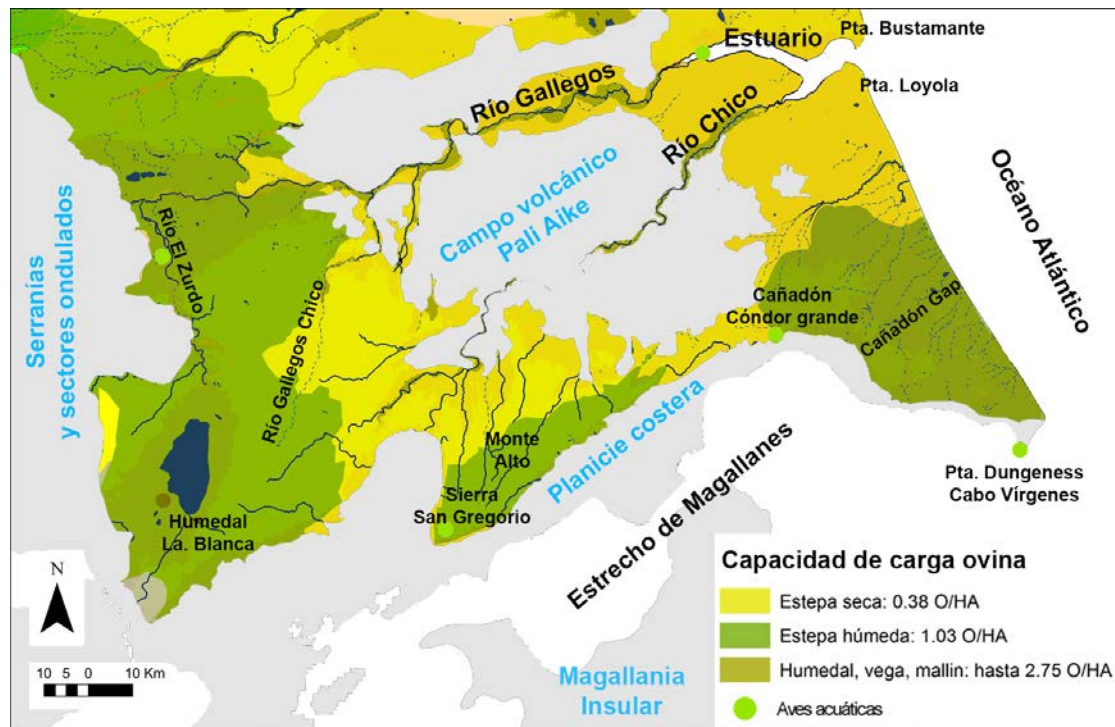 Estuario
Pta. Bustamante
Pta. Loyola
Río Gallegos
Río Chico
Océano Atlántico
Serranías
y sectores ondulados
Río El Zurdo
Campo volcánico
Pali Aike
Cañadón
Cóndor grande
Cañadón Gap
Río Gallegos Chico
Monte
Alto
Planicie costera
Sierra
San Gregorio
Humedal
La. Blanca
Pta. Dungeness
Cabo Vírgenes
Estrecho de Magallanes
Magallania
Insular
N
10 5 0 10 Km
Capacidad de carga ovina
Estepa seca: 0.38 O/HA
Estepa húmeda: 1.03 O/HA
Humedal, vega, mallin: hasta 2.75 O/HA
Aves acuáticas